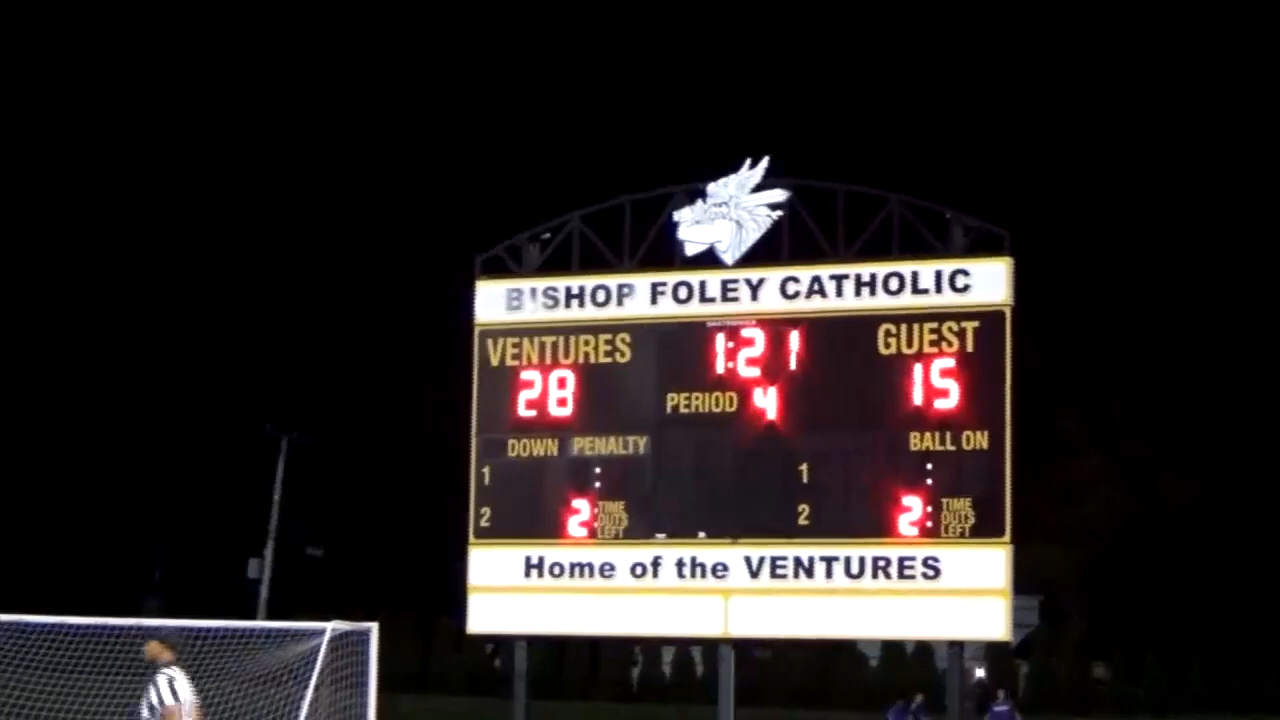 BISHOP FOLEY CATHOLIC
VENTURES 1:21 GUEST
28 PERIOD 4 15
DOWN PENALTY BALL ON
1 : 1 :
2 2: TIME OUTS LEFT 2 2: TIME OUTS LEFT
Home of the VENTURES